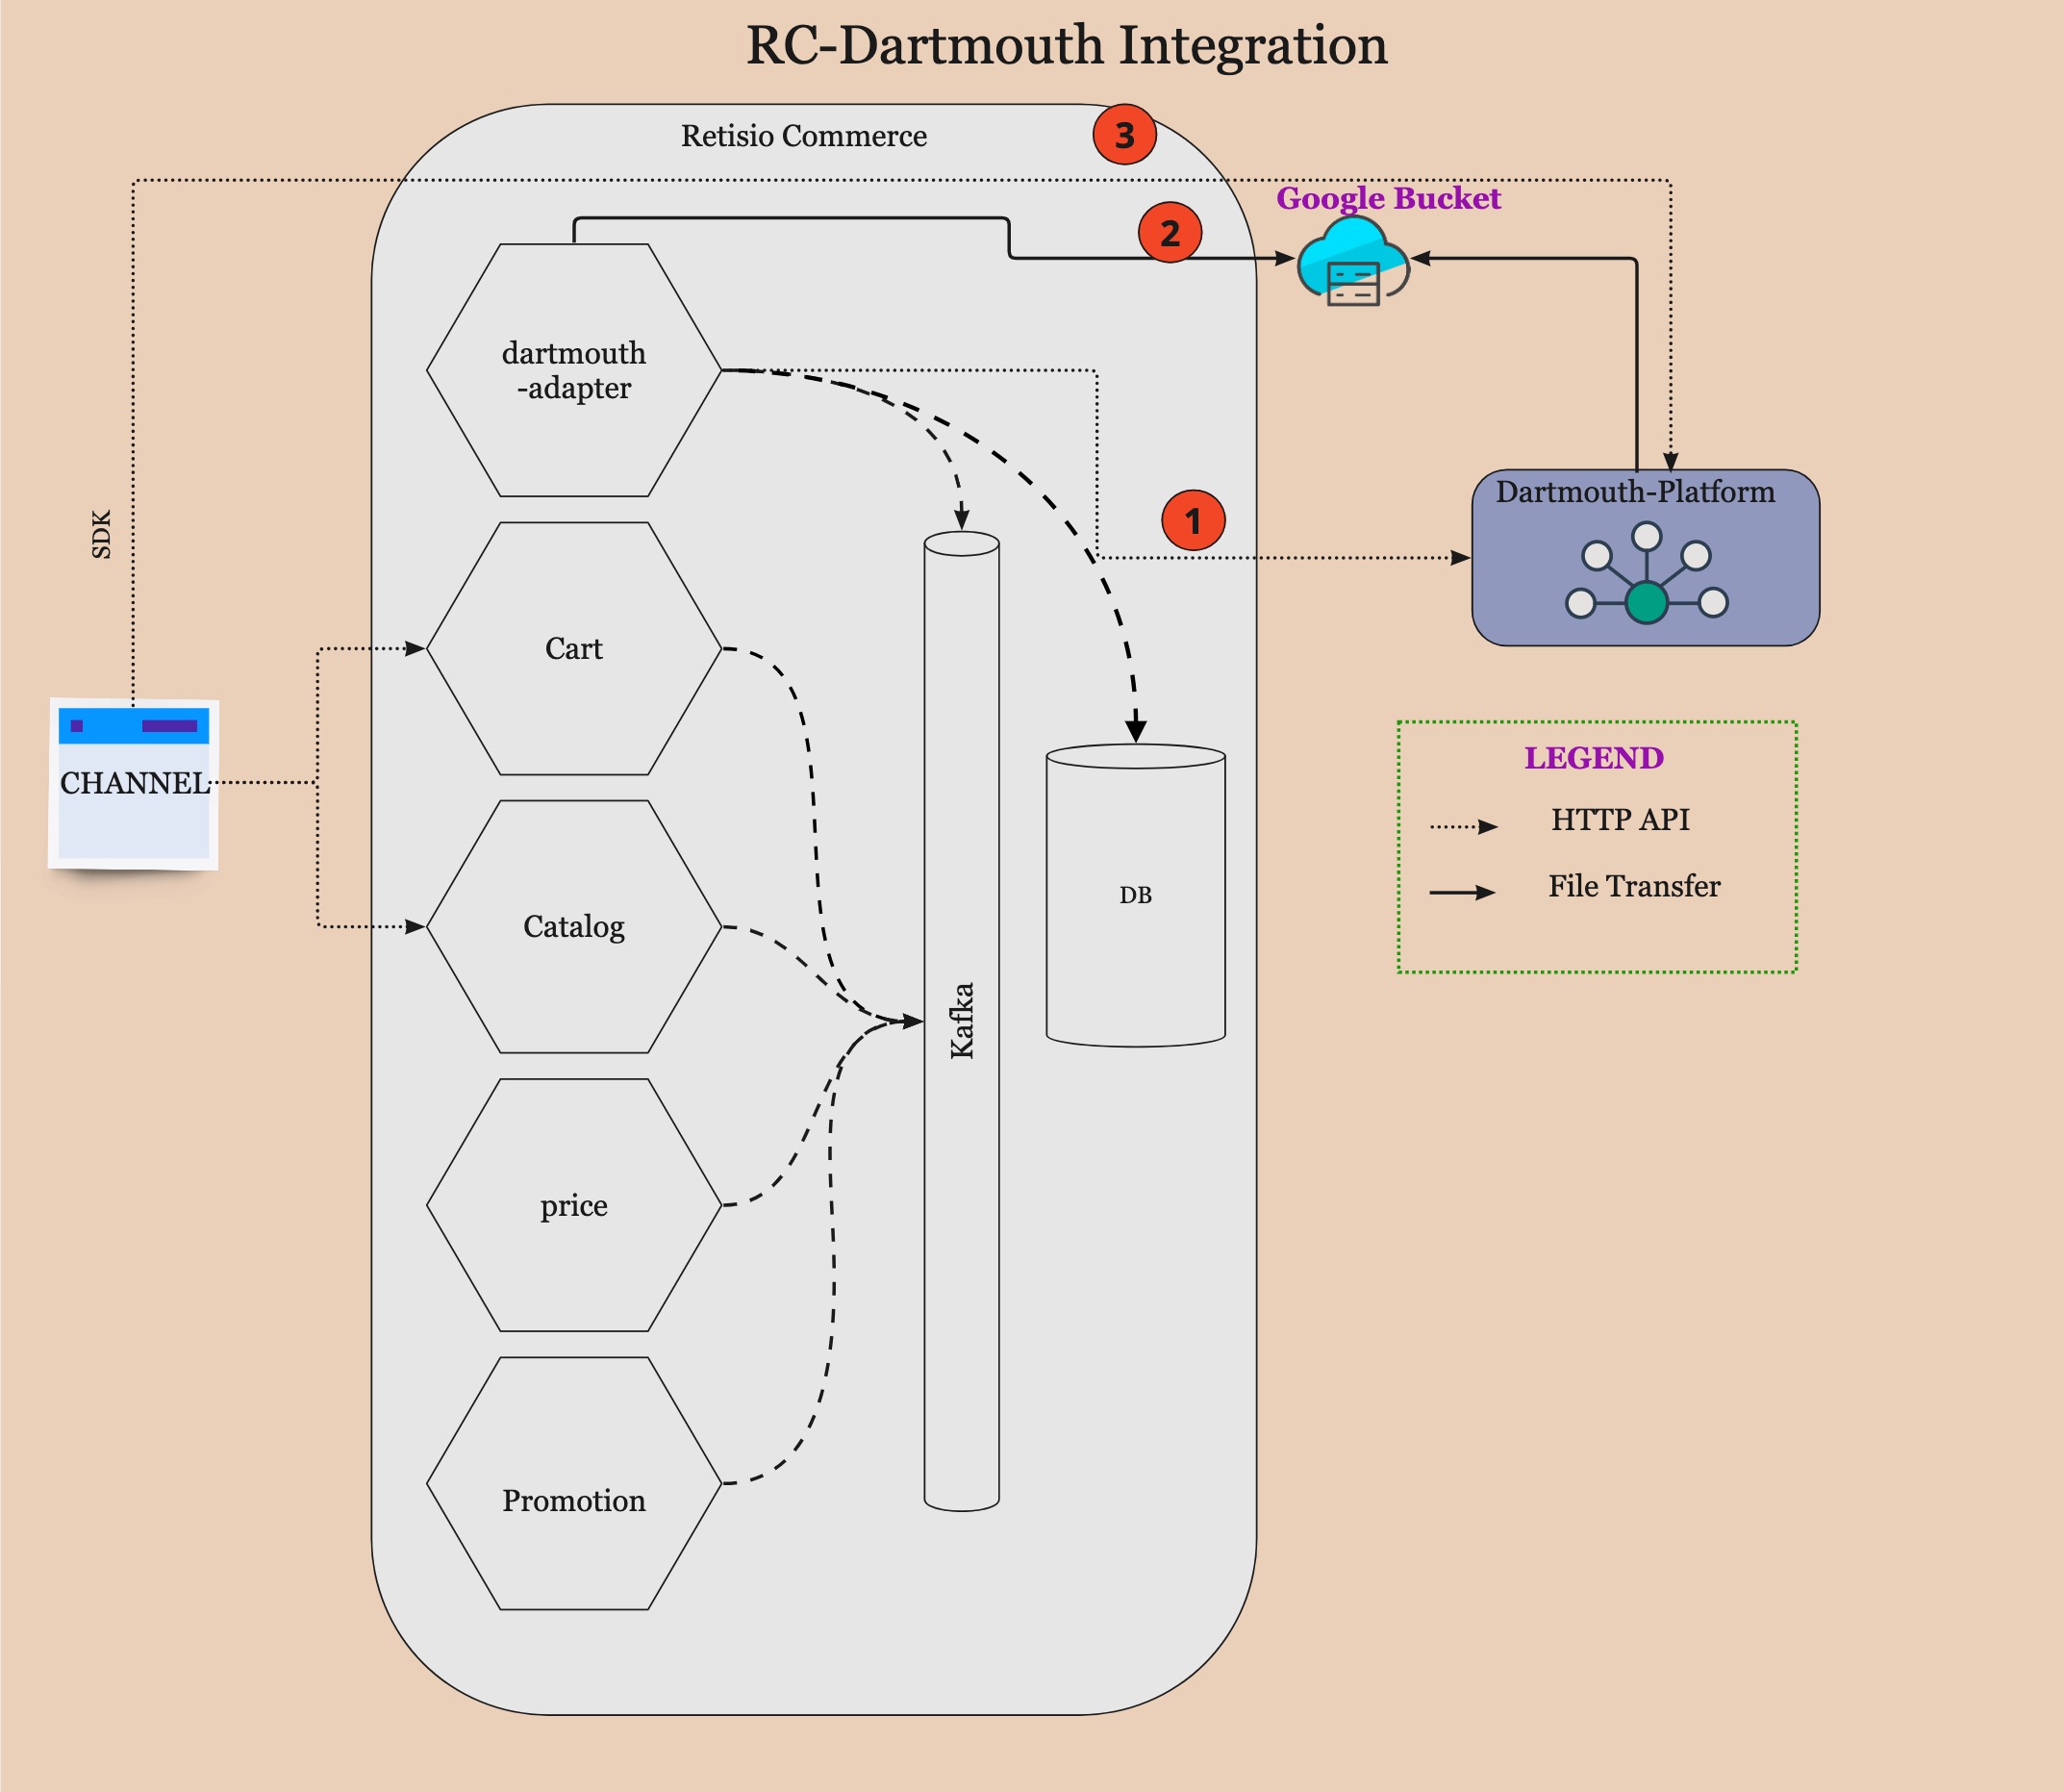 RC-Dartmouth Integration
Retisio Commerce
3
Google Bucket
2
dartmouth
-adapter
Dartmouth-Platform
1
SDK
Cart
CHANNEL
LEGEND
HTTP API
File Transfer
DB
Catalog
Kafka
price
Promotion